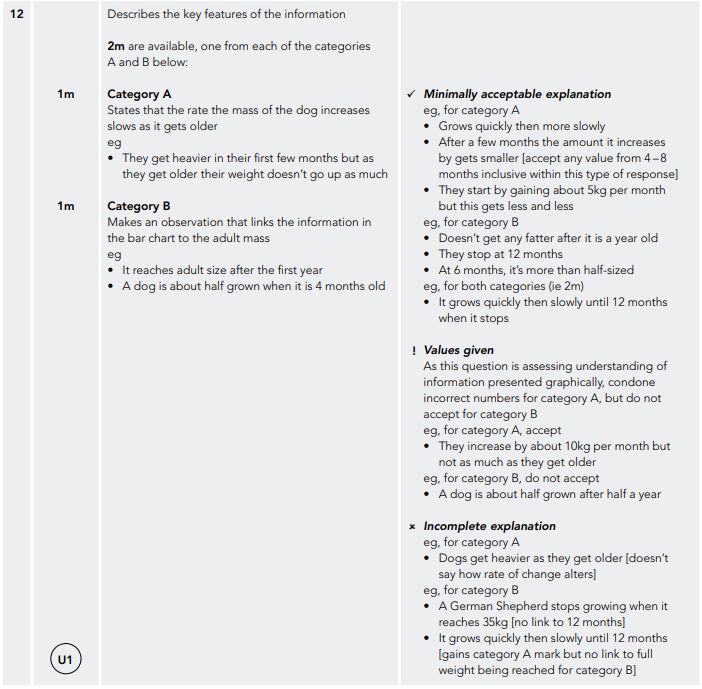 12
Describes the key features of the information
2m are available, one from each of the categories
A and B below:
1m
Category A
States that the rate the mass of the dog increases
slows as it gets older
eg
• They get heavier in their first few months but as
they get older their weight doesn't go up as much
1m
Category B
Makes an observation that links the information in
the bar chart to the adult mass
eg
• It reaches adult size after the first year
• A dog is about half grown when it is 4 months old
U1
✓ Minimally acceptable explanation
eg, for category A
• Grows quickly then more slowly
• After a few months the amount it increases
by gets smaller [accept any value from 4–8
months inclusive within this type of response]
• They start by gaining about 5kg per month
but this gets less and less
eg, for category B
• Doesn't get any fatter after it is a year old
• They stop at 12 months
• At 6 months, it's more than half-sized
eg, for both categories (ie 2m)
• It grows quickly then slowly until 12 months
when it stops
! Values given
As this question is assessing understanding of
information presented graphically, condone
incorrect numbers for category A, but do not
accept for category B
eg, for category A, accept
• They increase by about 10kg per month but
not as much as they get older
eg, for category B, do not accept
• A dog is about half grown after half a year
× Incomplete explanation
eg, for category A
• Dogs get heavier as they get older [doesn't
say how rate of change alters]
eg, for category B
• A German Shepherd stops growing when it
reaches 35kg [no link to 12 months]
• It grows quickly then slowly until 12 months
[gains category A mark but no link to full
weight being reached for category B]